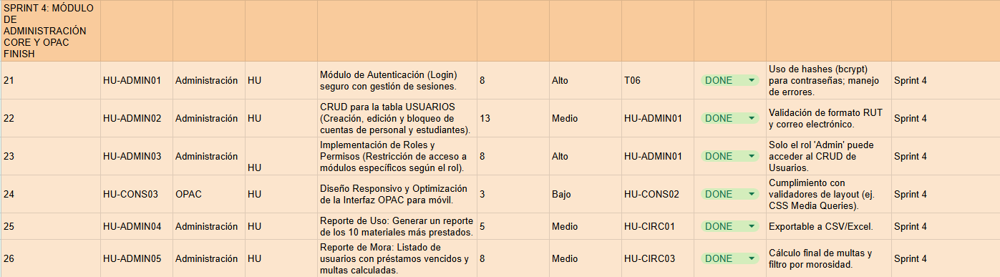 SPRINT 4: MÓDULO
DE
ADMINISTRACIÓN
CORE Y OPAC
FINISH
21
HU-ADMIN01
Administración
HU
Módulo de Autenticación (Login)
seguro con gestión de sesiones.
8
Alto
T06
DONE
Uso de hashes (bcrypt)
para contraseñas; manejo
de errores.
Sprint 4
22
HU-ADMIN02
Administración
HU
CRUD para la tabla USUARIOS
(Creación, edición y bloqueo de
cuentas de personal y estudiantes).
13
Medio
HU-ADMIN01
DONE
Validación de formato RUT
y correo electrónico.
Sprint 4
23
HU-ADMIN03
Administración
HU
Implementación de Roles y
Permisos (Restricción de acceso a
módulos específicos según el rol).
8
Alto
HU-ADMIN01
DONE
Solo el rol 'Admin' puede
acceder al CRUD de
Usuarios.
Sprint 4
24
HU-CONS03
OPAC
HU
Diseño Responsivo y Optimización
de la Interfaz OPAC para móvil.
3
Bajo
HU-CONS02
DONE
Cumplimiento con
validadores de layout (ej.
CSS Media Queries).
Sprint 4
25
HU-ADMIN04
Administración
HU
Reporte de Uso: Generar un reporte
de los 10 materiales más prestados.
5
Medio
HU-CIRC01
DONE
Exportable a CSV/Excel.
Sprint 4
26
HU-ADMIN05
Administración
HU
Reporte de Mora: Listado de
usuarios con préstamos vencidos y
multas calculadas.
8
Medio
HU-CIRC03
DONE
Cálculo final de multas y
filtro por morosidad.
Sprint 4